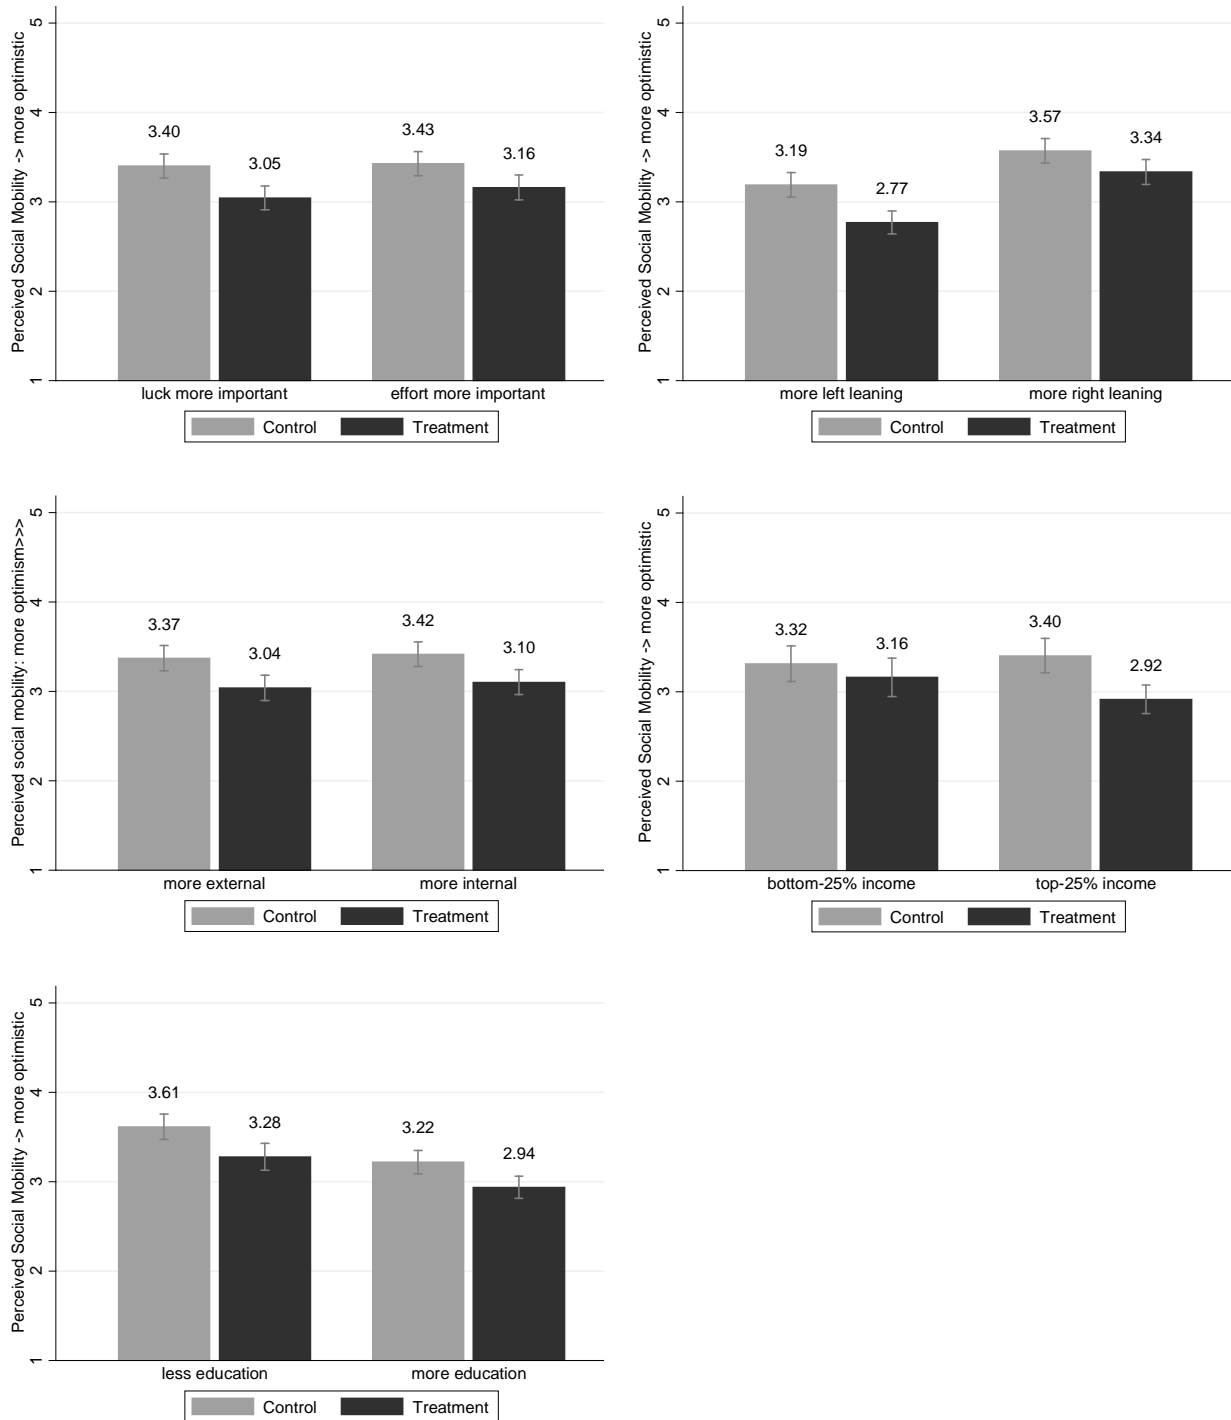 Perceived Social Mobility -> more optimistic
5
4
3
2
1
3.40
3.05
3.43
3.16
luck more important
effort more important
Control
Treatment
Perceived Social Mobility -> more optimistic
5
4
3
2
1
3.19
2.77
3.57
3.34
more left leaning
more right leaning
Control
Treatment
Perceived social mobility: more optimism>>>
5
4
3
2
1
3.37
3.04
3.42
3.10
more external
more internal
Control
Treatment
Perceived Social Mobility -> more optimistic
5
4
3
2
1
3.32
3.16
3.40
2.92
bottom-25% income
top-25% income
Control
Treatment
Perceived Social Mobility -> more optimistic
5
4
3
2
1
3.61
3.28
3.22
2.94
less education
more education
Control
Treatment